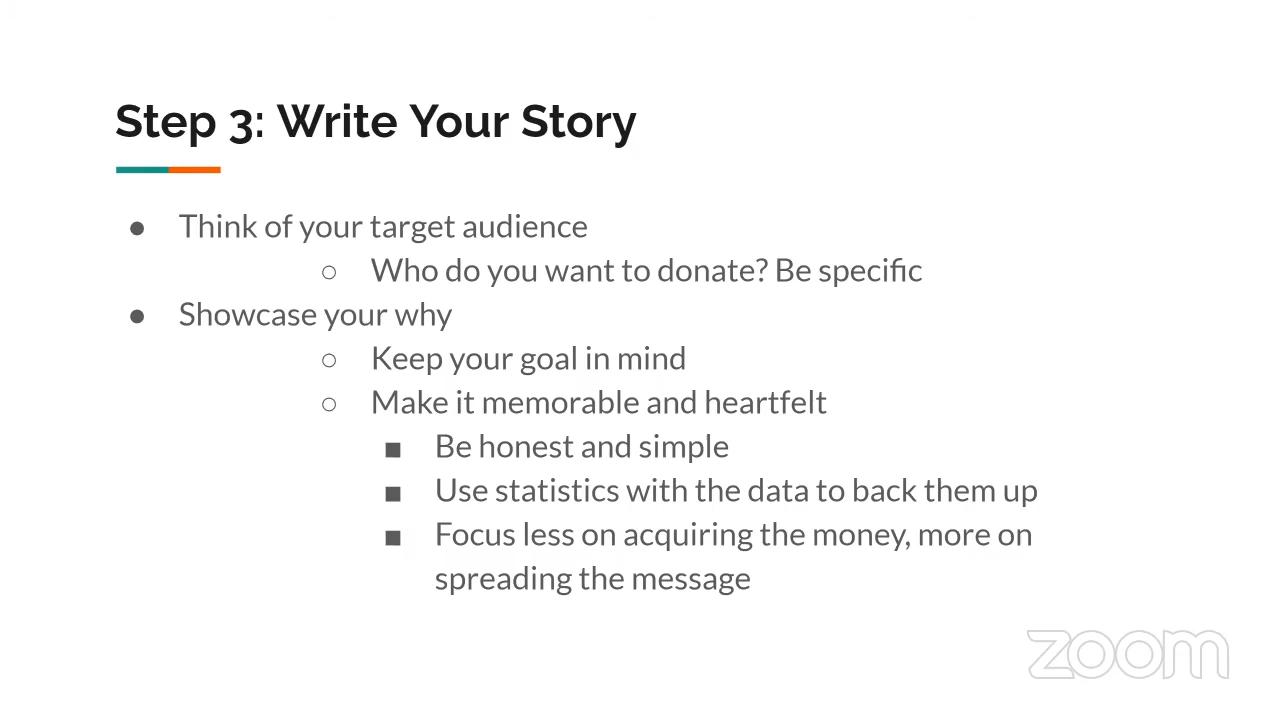 Step 3: Write Your Story
● Think of your target audience
○ Who do you want to donate? Be specific
● Showcase your why
○ Keep your goal in mind
○ Make it memorable and heartfelt
■ Be honest and simple
■ Use statistics with the data to back them up
■ Focus less on acquiring the money, more on
spreading the message
zoom